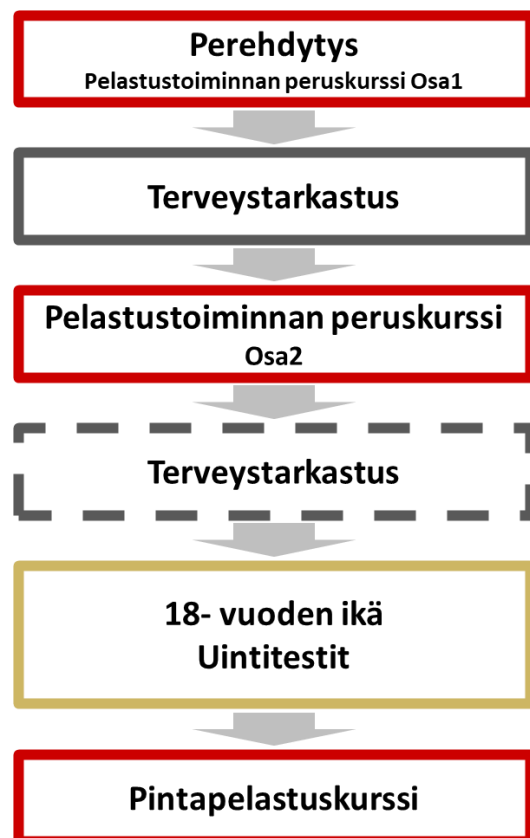 Perehdytys
Pelastustoiminnan peruskurssi Osa1
Terveystarkastus
Pelastustoiminnan peruskurssi
Osa2
Terveystarkastus
18- vuoden ikä
Uintitestit
Pintapelastuskurssi